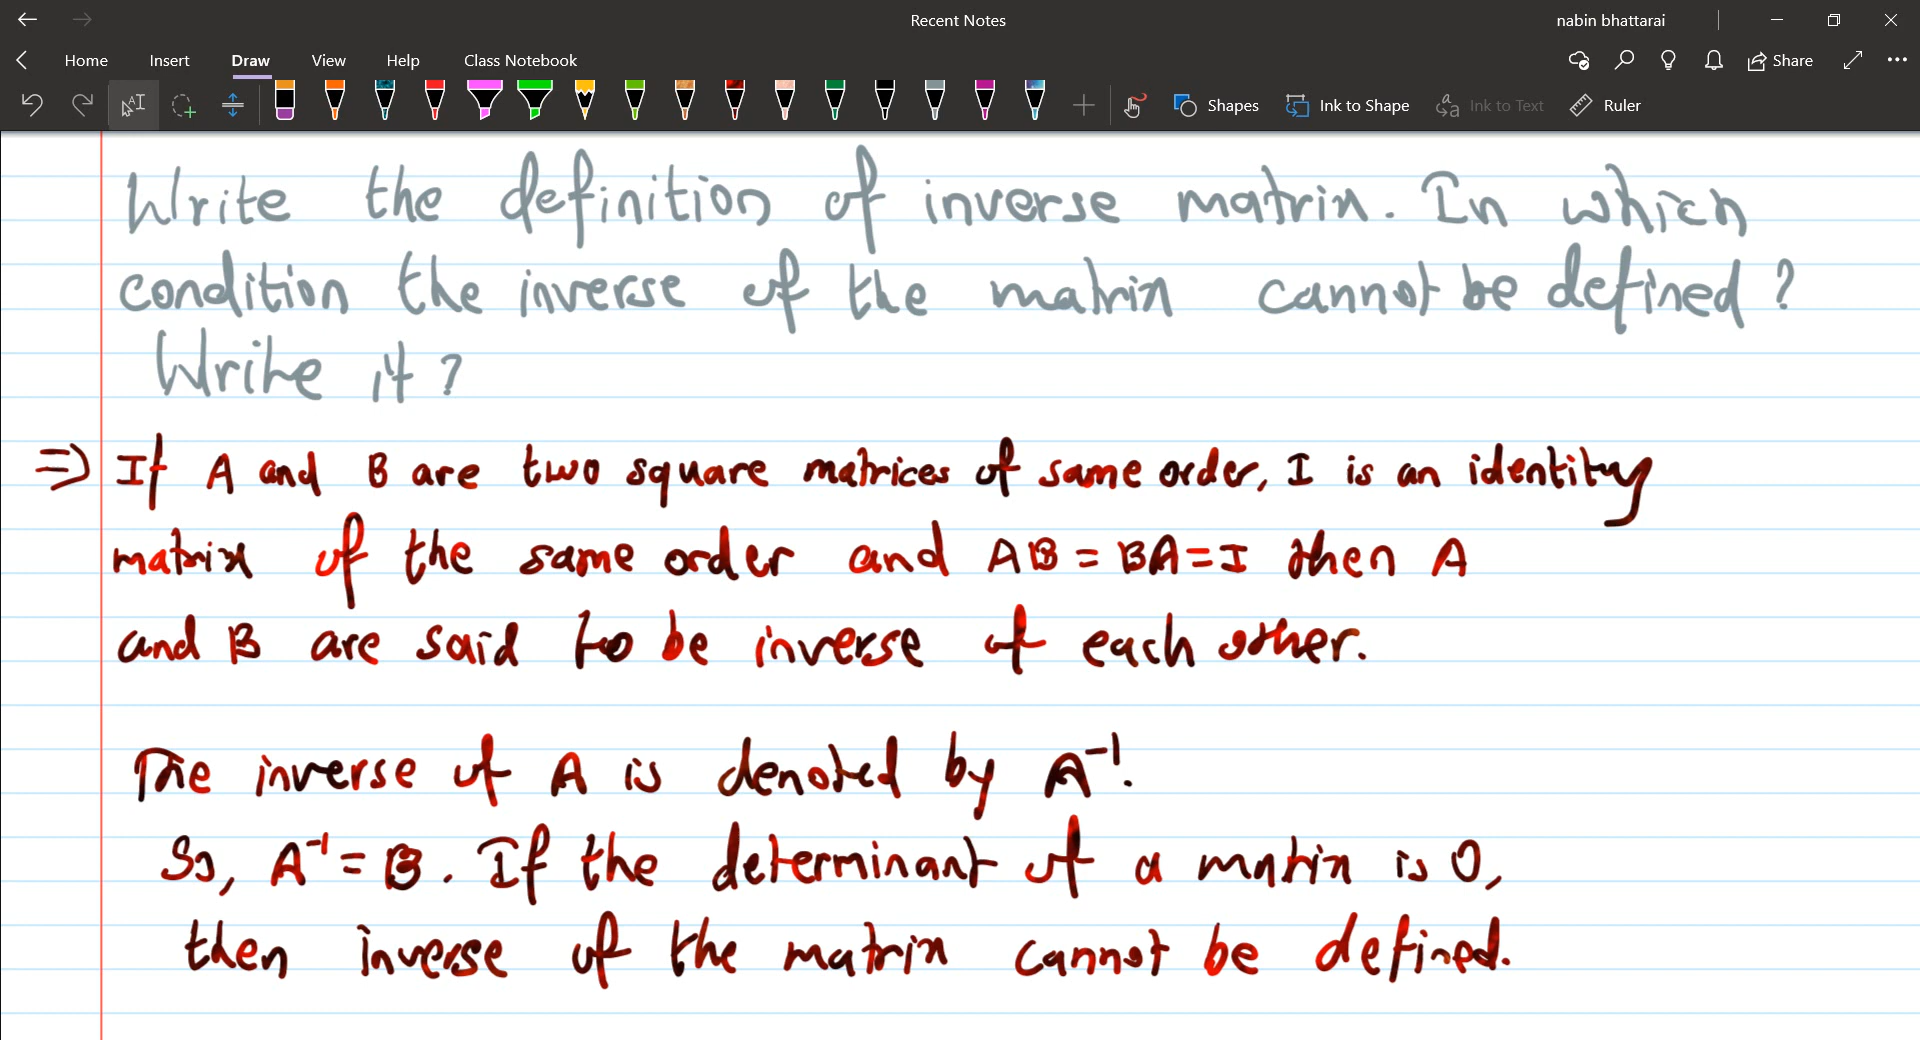 Recent Notes
nabin bhattarai
Home Insert Draw View Help Class Notebook
Share
Shapes Ink to Shape Ink to Text Ruler
Write the definition of inverse matrix. In which
condition the inverse of the matrix cannot be defined?
Write it?
⇒ If A and B are two square matrices of same order, I is an identity
matrix of the same order and AB = BA = I then A
and B are said to be inverse of each other.
The inverse of A is denoted by A⁻¹.
So, A⁻¹ = B. If the determinant of a matrix is 0,
then inverse of the matrix cannot be defined.